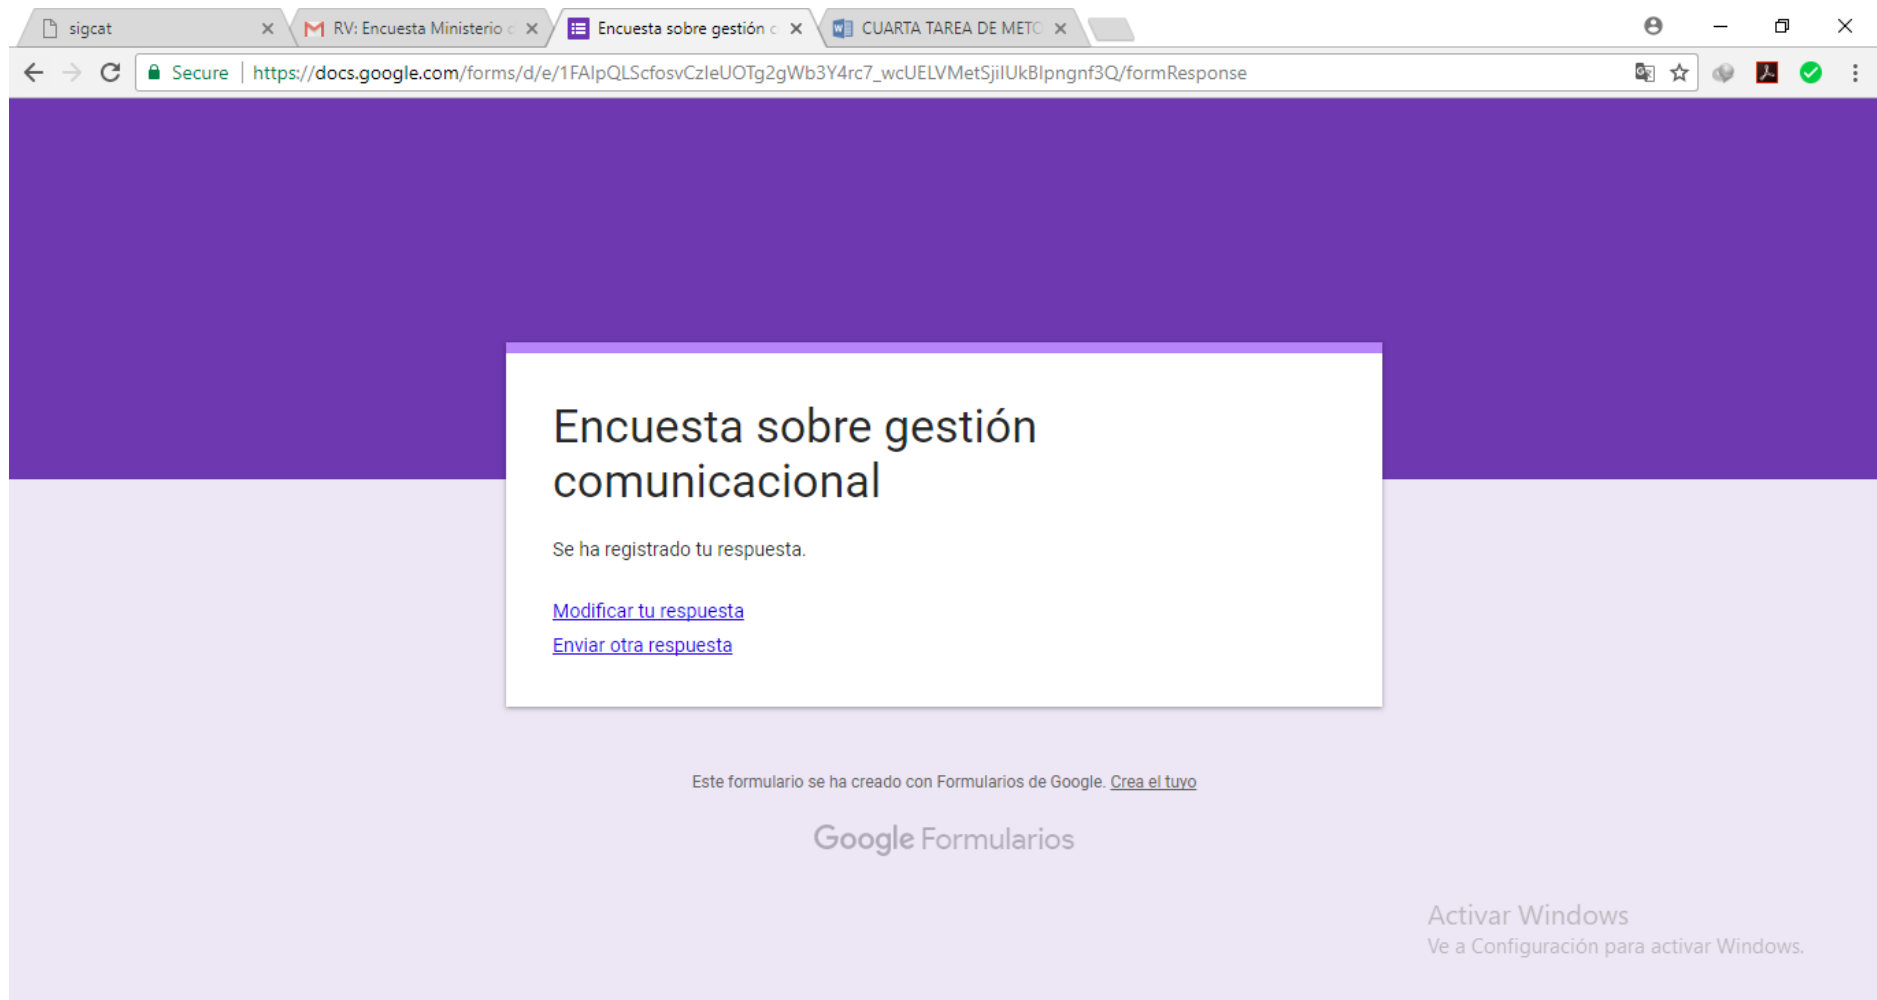 sigcat
RV: Encuesta Ministerio
Encuesta sobre gestión
CUARTA TAREA DE METO
Secure
https://docs.google.com/forms/d/e/1FAIpQLScfosvCzIeUOTg2gWb3Y4rc7_wcUELVMetSjiIUkBIpngnf3Q/formResponse
Encuesta sobre gestión
comunicacional
Se ha registrado tu respuesta.
Modificar tu respuesta
Enviar otra respuesta
Este formulario se ha creado con Formularios de Google. Crea el tuyo
Google Formularios
Activar Windows
Ve a Configuración para activar Windows.